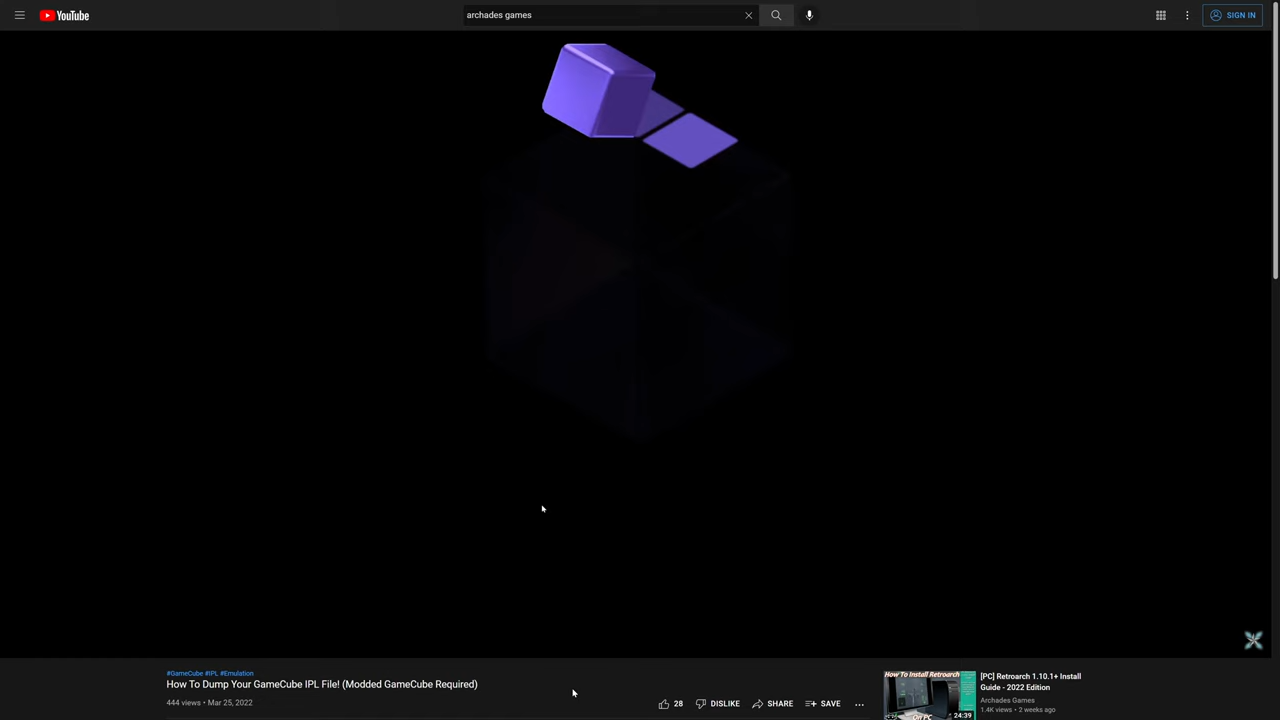 YouTube
archades games
SIGN IN
#GameCube #IPL #Emulation
How To Dump Your GameCube IPL File! (Modded GameCube Required)
444 views • Mar 25, 2022
28
DISLIKE
SHARE
SAVE
How To Install Retroarch
On PC
24:39
[PC] Retroarch 1.10.1+ Install
Guide - 2022 Edition
Archades Games
1.4K views • 2 weeks ago